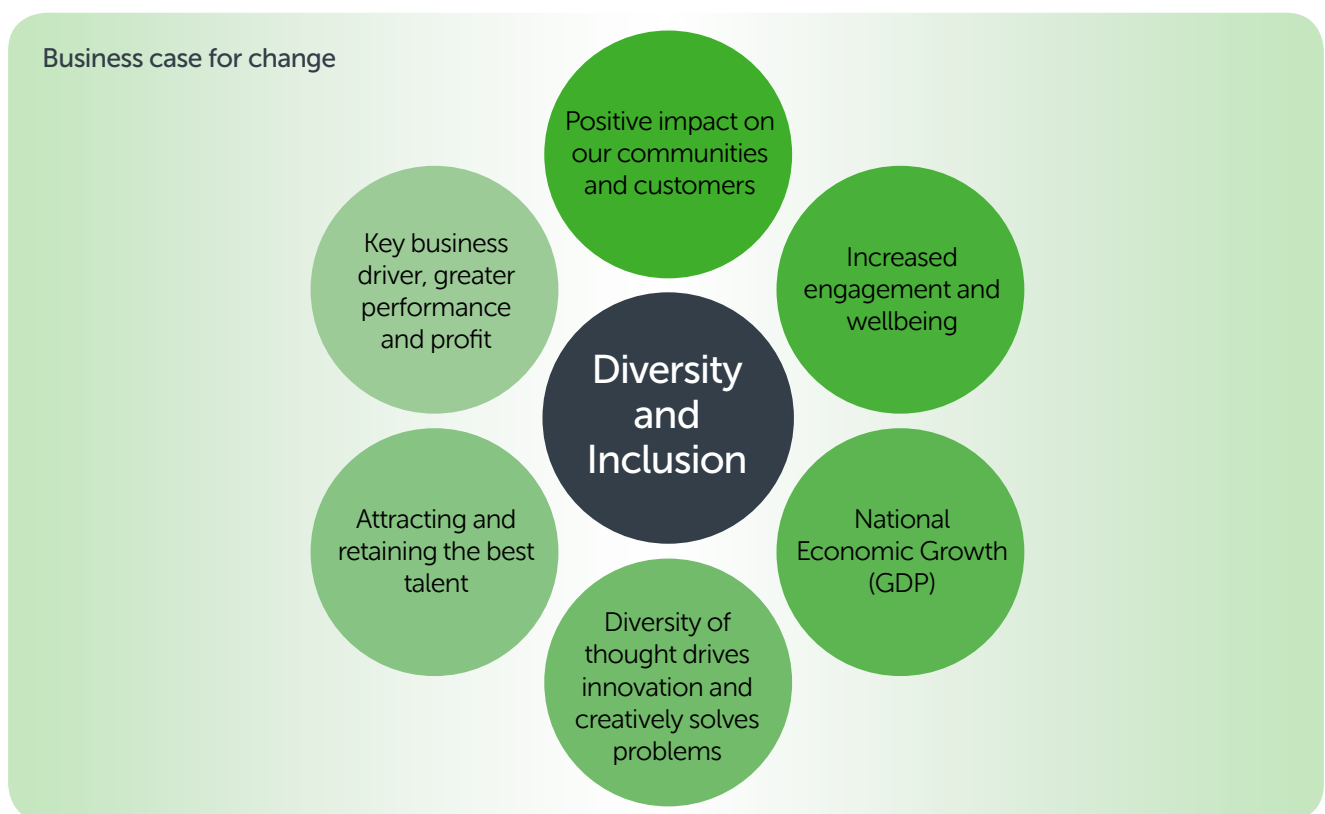 Business case for change
Positive impact on
our communities
and customers
Increased
engagement and
wellbeing
National
Economic Growth
(GDP)
Diversity of
thought drives
innovation and
creatively solves
problems
Attracting and
retaining the best
talent
Key business
driver, greater
performance
and profit
Diversity
and
Inclusion